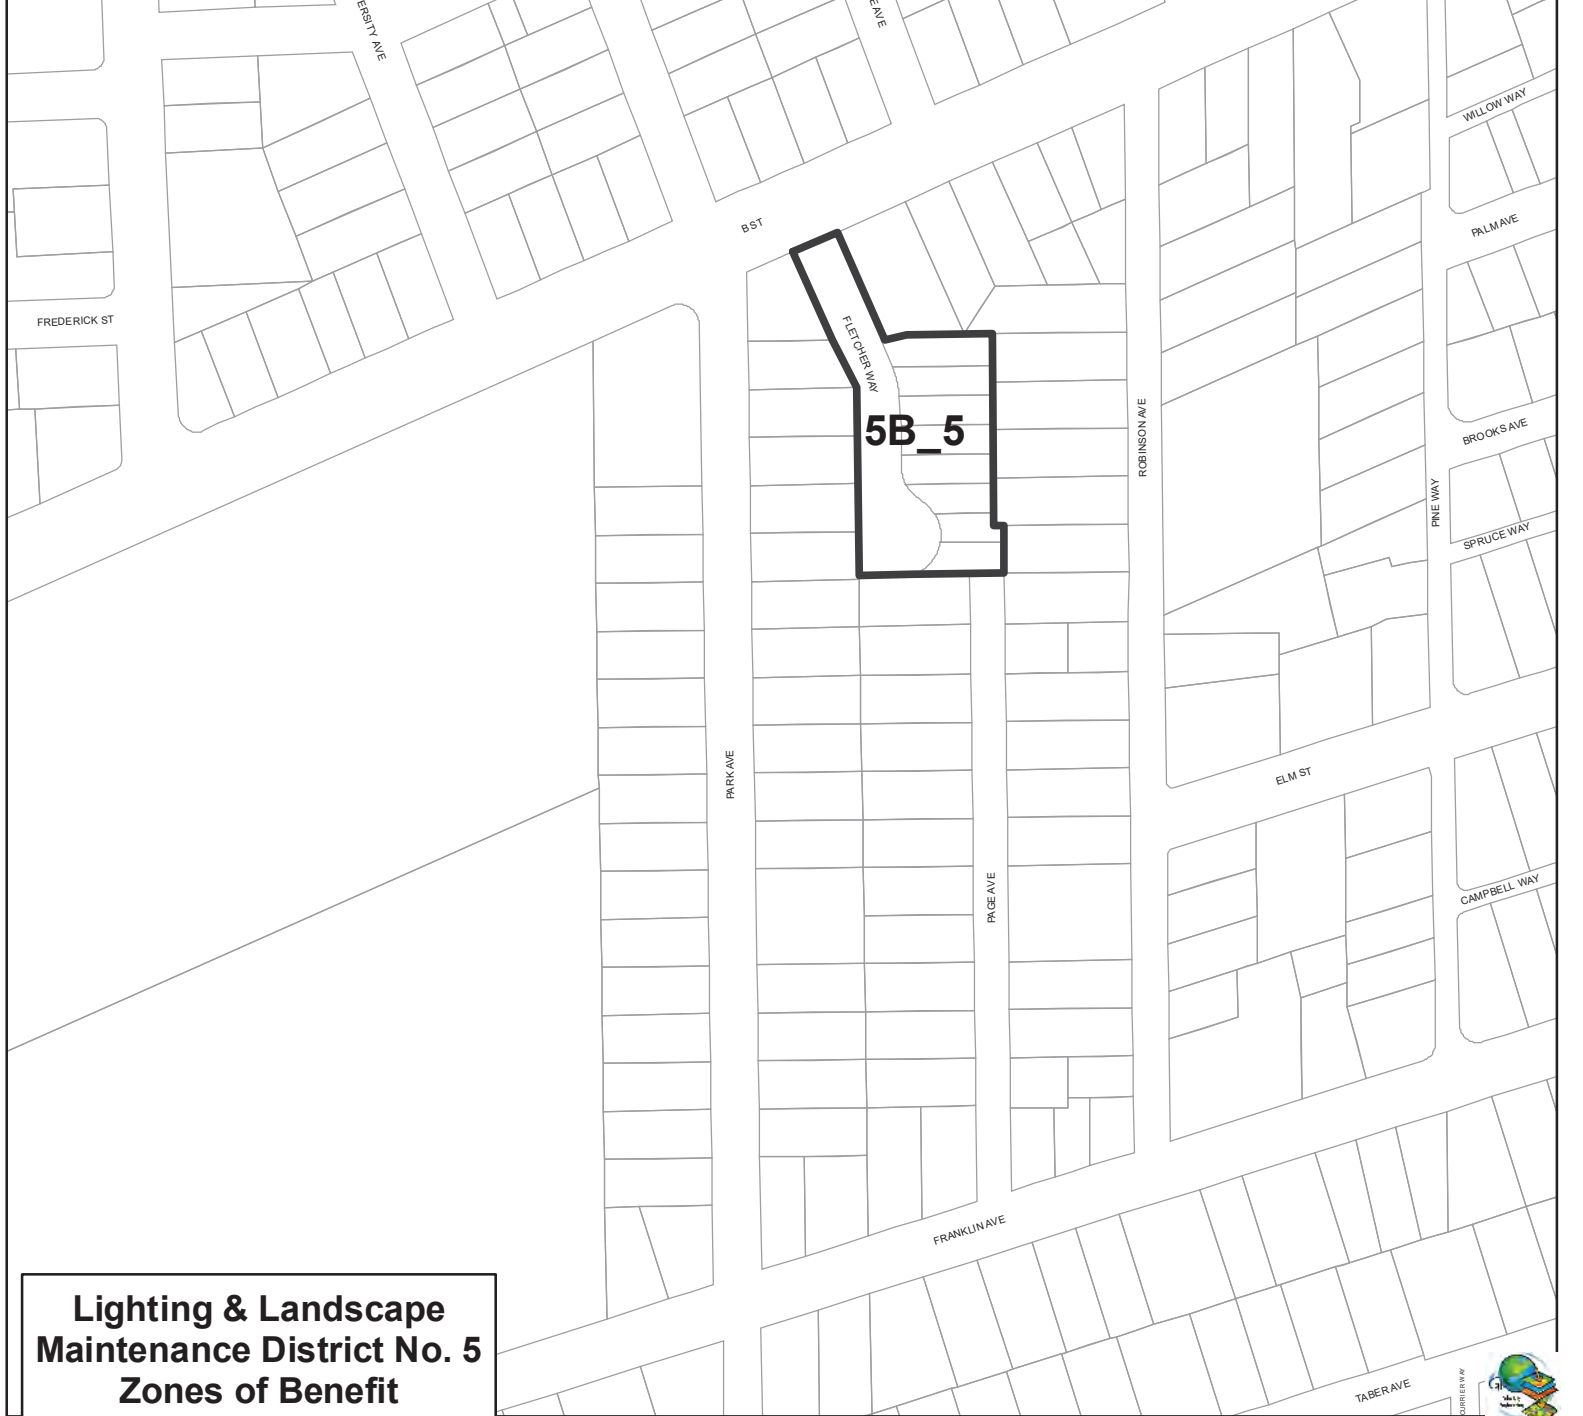 ERSITY AVE
E AVE
WILLOW WAY
B ST
PALM AVE
FREDERICK ST
FLETCHER WAY
5B_5
ROBINSON AVE
BROOKS AVE
PINE WAY
SPRUCE WAY
PARK AVE
ELM ST
PAGE AVE
CAMPBELL WAY
FRANKLIN AVE
Lighting & Landscape
Maintenance District No. 5
Zones of Benefit
TABER AVE
URRIER WAY